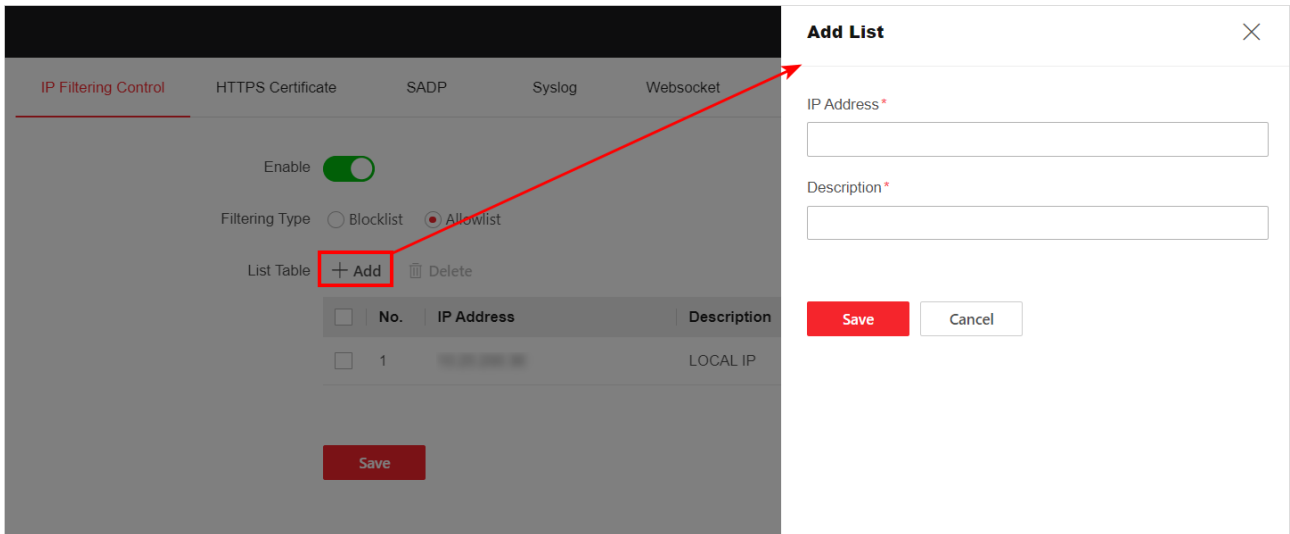 Add List
IP Filtering Control HTTPS Certificate SADP Syslog Websocket
IP Address*
Enable
Description*
Filtering Type Blocklist Allowlist
List Table + Add Delete
No. IP Address Description
Save Cancel
1 LOCAL IP
Save